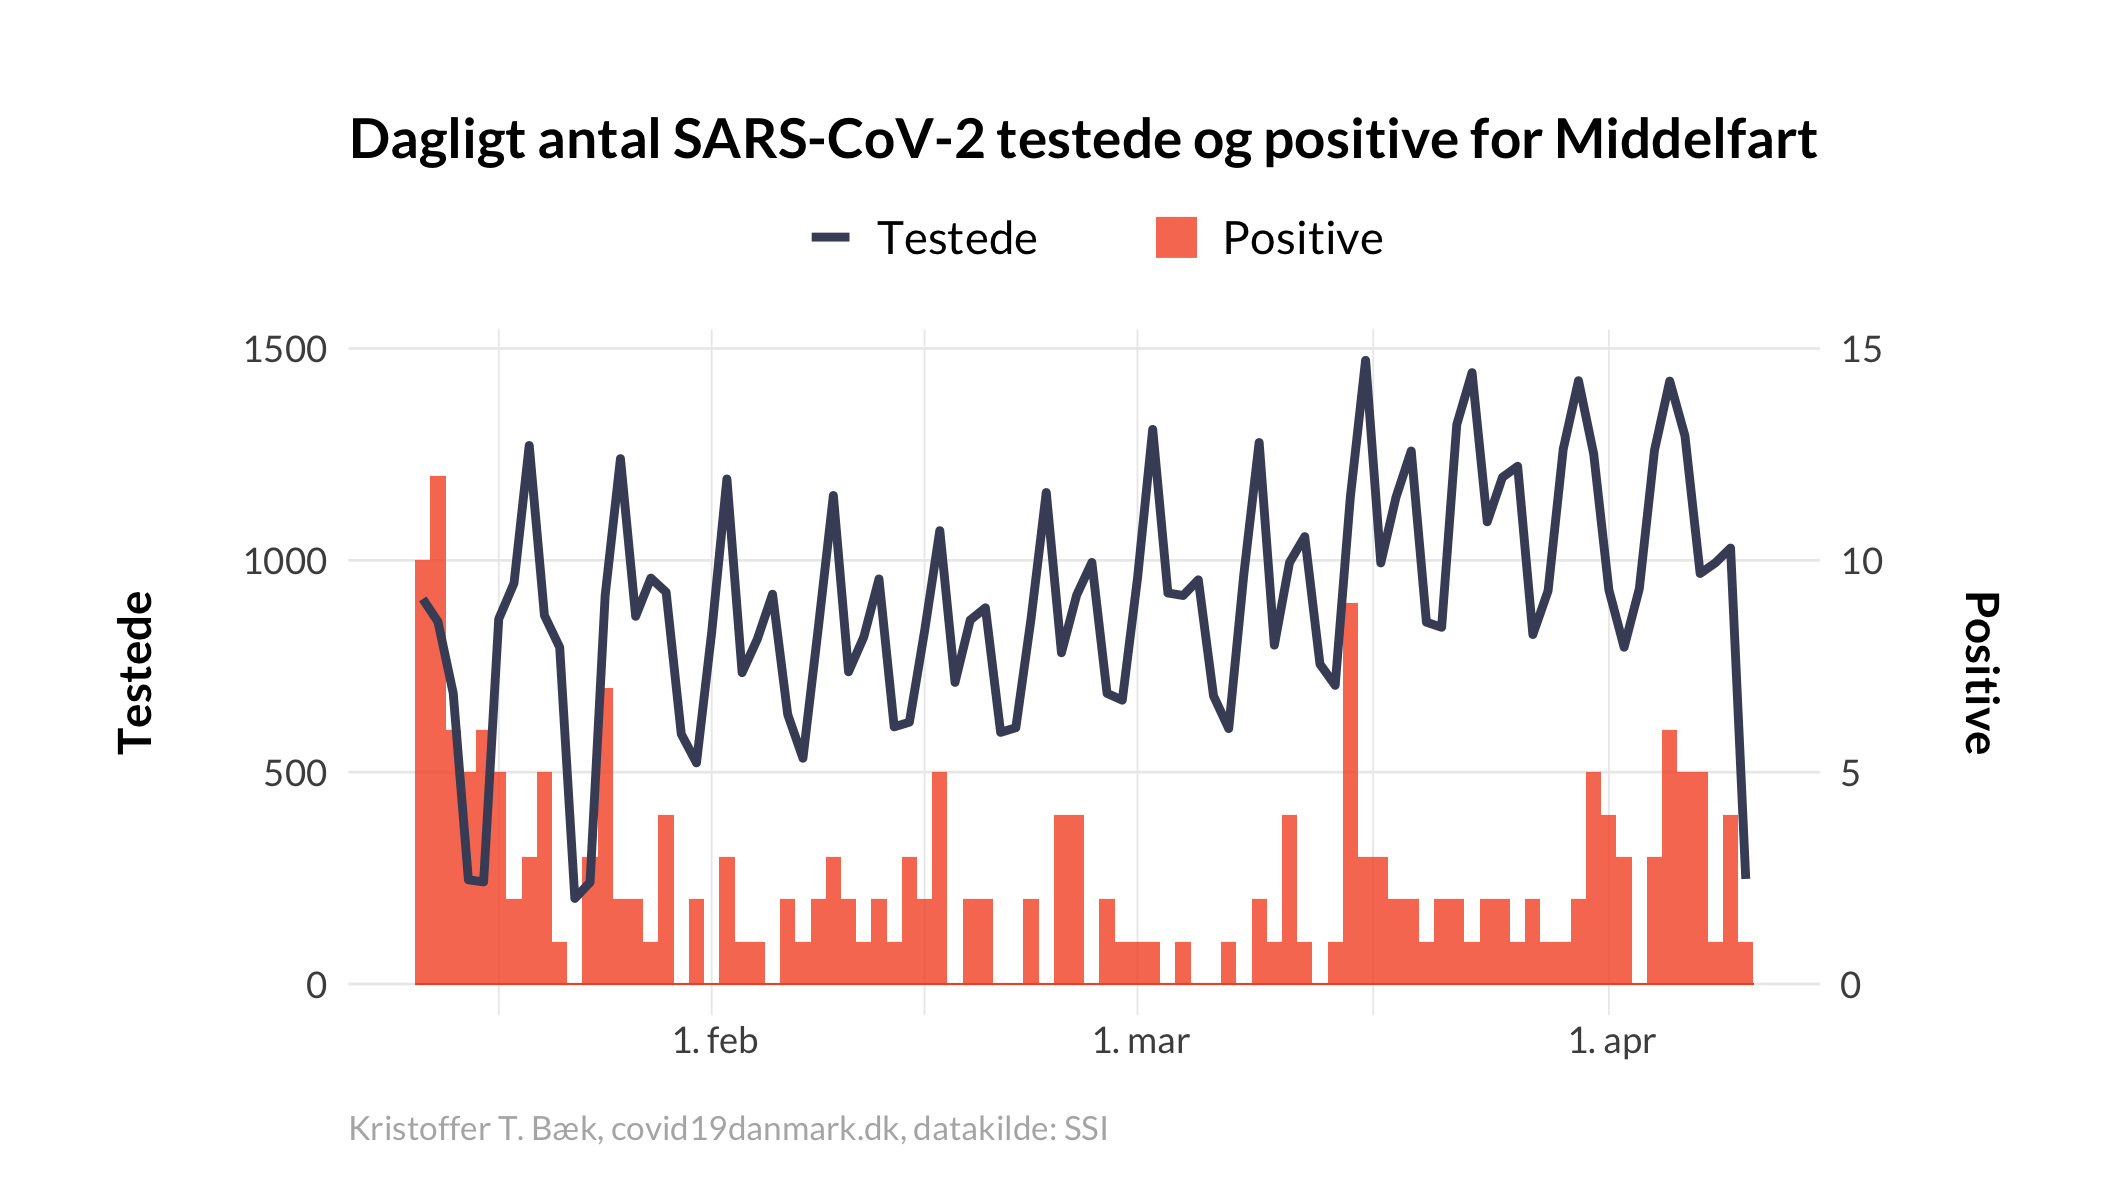 Dagligt antal SARS-CoV-2 testede og positive for Middelfart
Testede Positive
1500 15
1000 10
500 5
0 0
Testede
Positive
1. feb 1. mar 1. apr
Kristoffer T. Bæk, covid19danmark.dk, datakilde: SSI